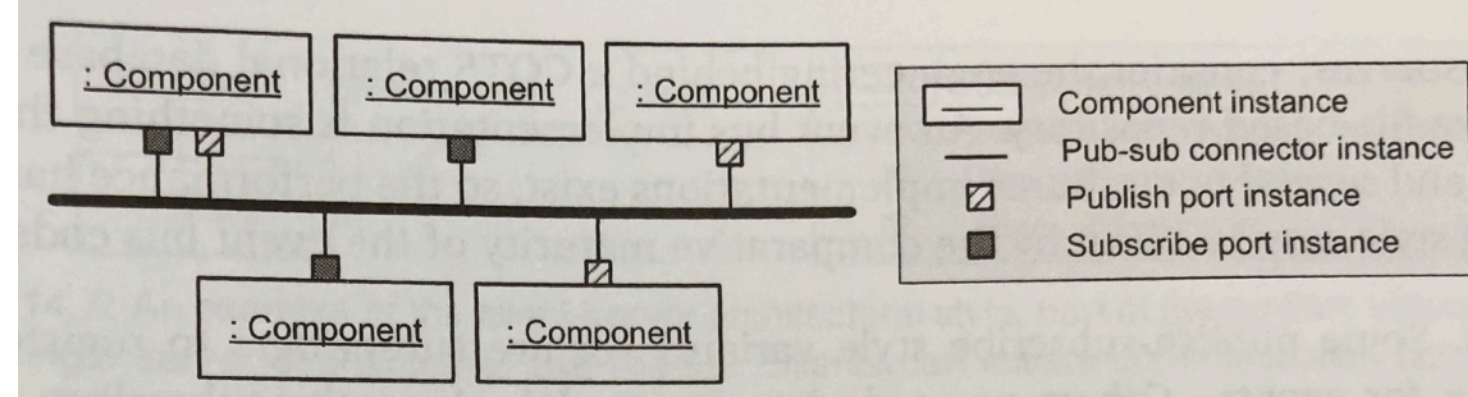 : Component
: Component
: Component
: Component
: Component
Component instance
Pub-sub connector instance
Publish port instance
Subscribe port instance